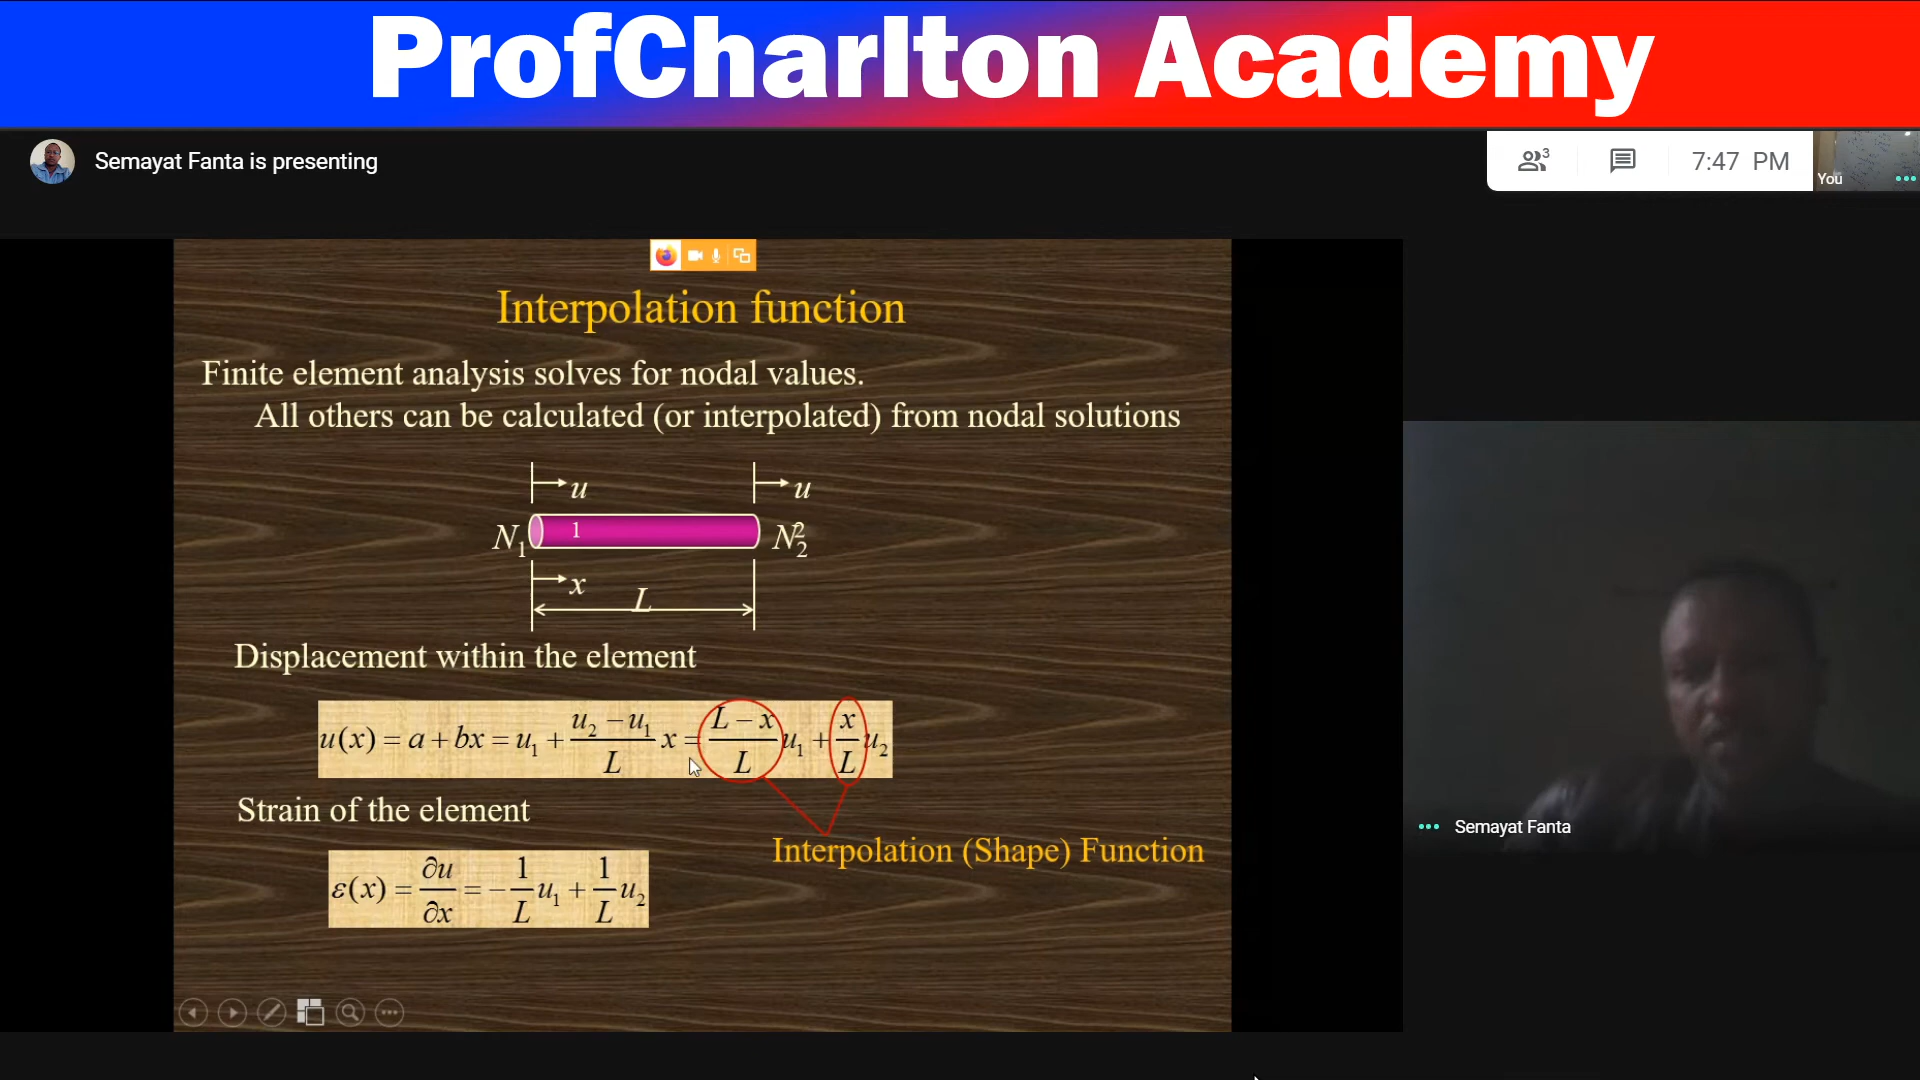 ProfCharlton Academy
Semayat Fanta is presenting
3
7:47 PM
You
Interpolation function
Finite element analysis solves for nodal values.
All others can be calculated (or interpolated) from nodal solutions
u u
N₁ 1 N₂ 2
x
L
Displacement within the element
u(x) = a + bx = u₁ + (u₂ − u₁)/L x = (L − x)/L u₁ + x/L u₂
Strain of the element
Interpolation (Shape) Function
ε(x) = ∂u/∂x = − 1/L u₁ + 1/L u₂
Semayat Fanta